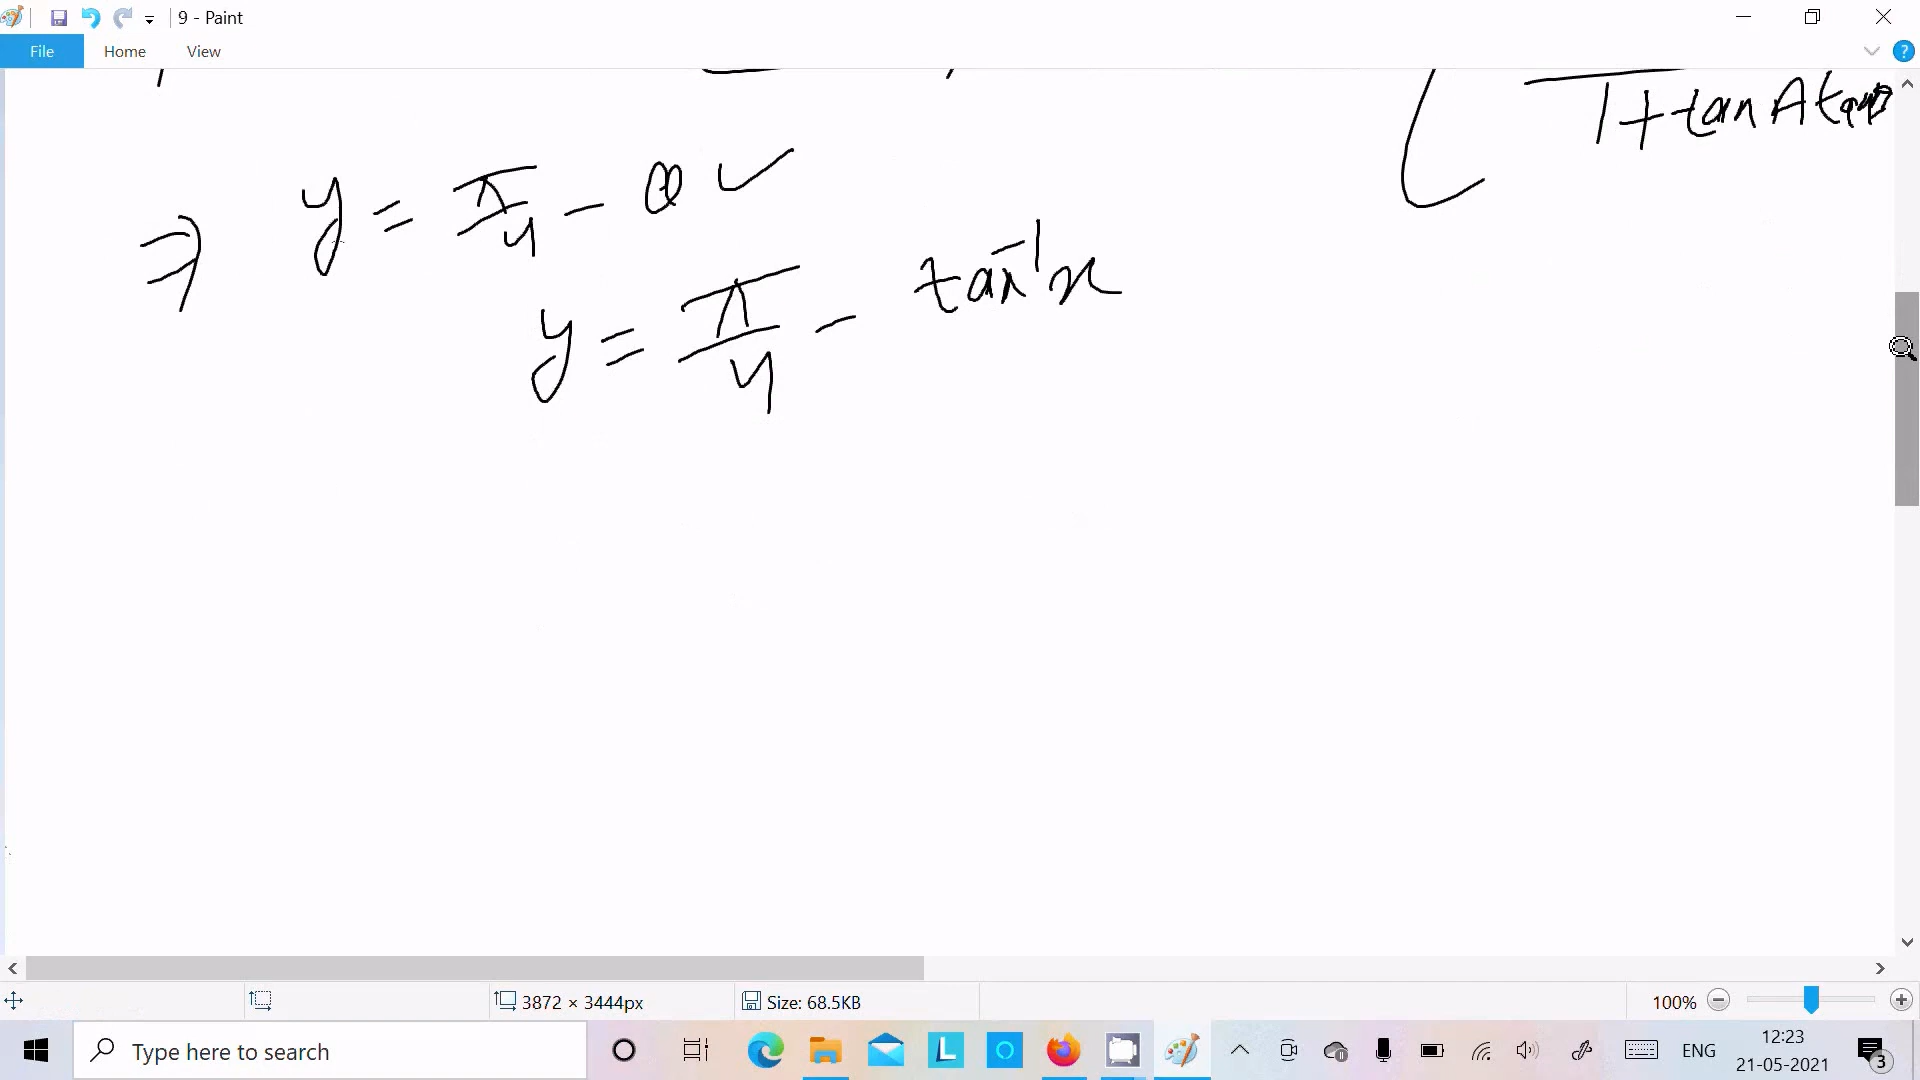 9 - Paint
File Home View
1+tanA
y = π/4 - θ ✓
⇒
y = π/4 - tan⁻¹x
3872 × 3444px Size: 68.5KB 100%
Type here to search
ENG 12:23
21-05-2021
3